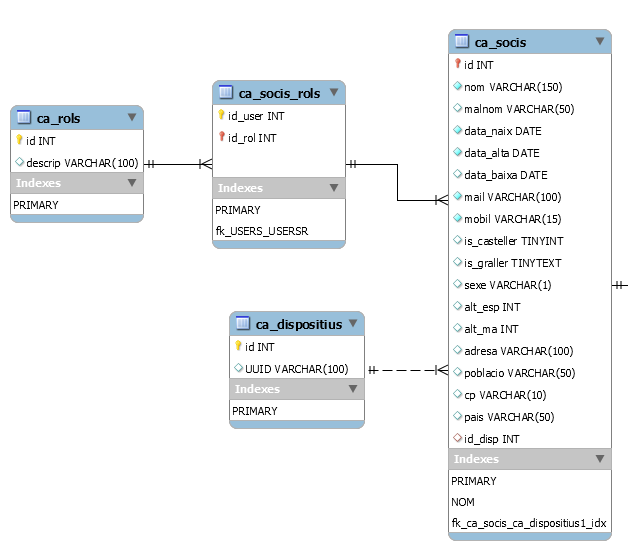 ca_rols
id INT
descrip VARCHAR(100)
Indexes
PRIMARY
ca_socis_rols
id_user INT
id_rol INT
Indexes
PRIMARY
fk_USERS_USERSR
ca_dispositius
id INT
UUID VARCHAR(100)
Indexes
PRIMARY
ca_socis
id INT
nom VARCHAR(150)
malnom VARCHAR(50)
data_naix DATE
data_alta DATE
data_baixa DATE
mail VARCHAR(100)
mobil VARCHAR(15)
is_casteller TINYINT
is_graller TINYTEXT
sexe VARCHAR(1)
alt_esp INT
alt_ma INT
adresa VARCHAR(100)
poblacio VARCHAR(50)
cp VARCHAR(10)
pais VARCHAR(50)
id_disp INT
Indexes
PRIMARY
NOM
fk_ca_socis_ca_dispositius1_idx